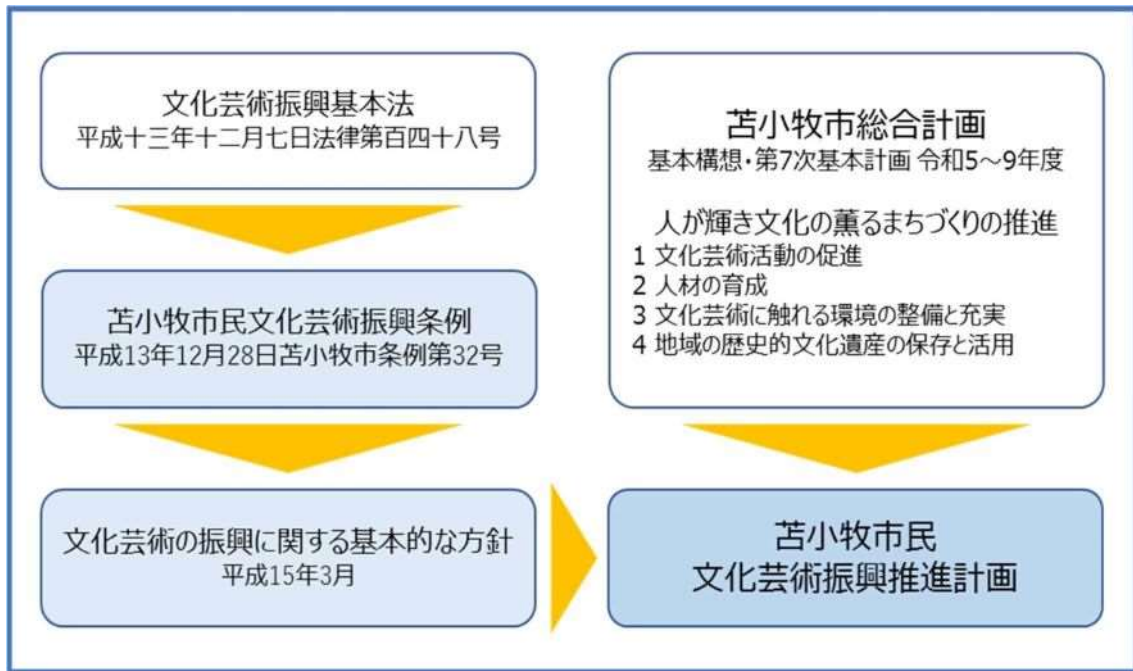 文化芸術振興基本法
平成十三年十二月七日法律第百四十八号
苫小牧市民文化芸術振興条例
平成13年12月28日苫小牧市条例第32号
文化芸術の振興に関する基本的な方針
平成15年3月
苫小牧市総合計画
基本構想・第7次基本計画 令和5～9年度
人が輝き文化の薫るまちづくりの推進
1 文化芸術活動の促進
2 人材の育成
3 文化芸術に触れる環境の整備と充実
4 地域の歴史的文化遺産の保存と活用
苫小牧市民
文化芸術振興推進計画